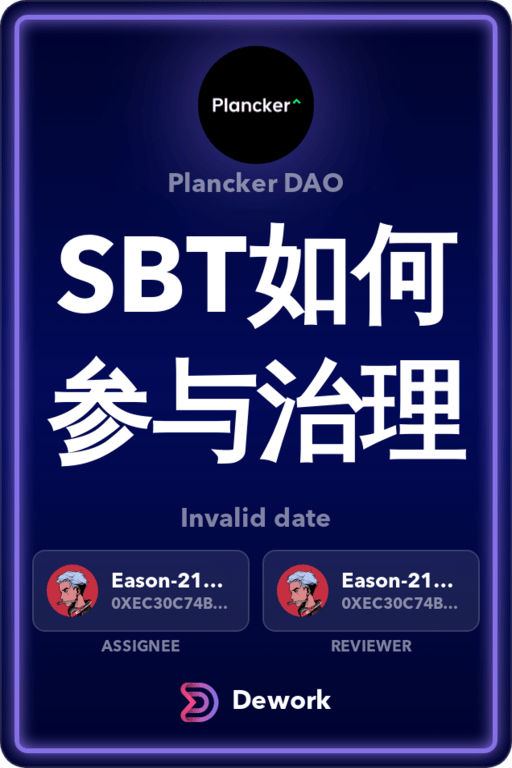 Plancker^
Plancker DAO
SBT如何
参与治理
Invalid date
Eason-21...
0XEC30C74B...
Eason-21...
0XEC30C74B...
ASSIGNEE
REVIEWER
Dework